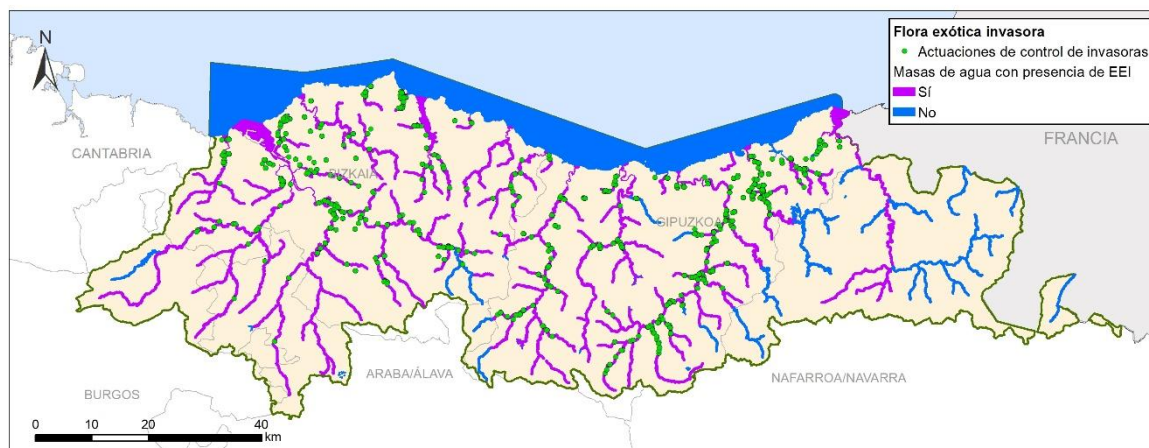 N
Flora exótica invasora
Actuaciones de control de invasoras
Masas de agua con presencia de EEI
Sí
No
FRANCIA
CANTABRIA
BIZKAIA
GIPUZKOA
ARABA/ÁLAVA
NAFARROA/NAVARRA
BURGOS
0 10 20 30 40
km